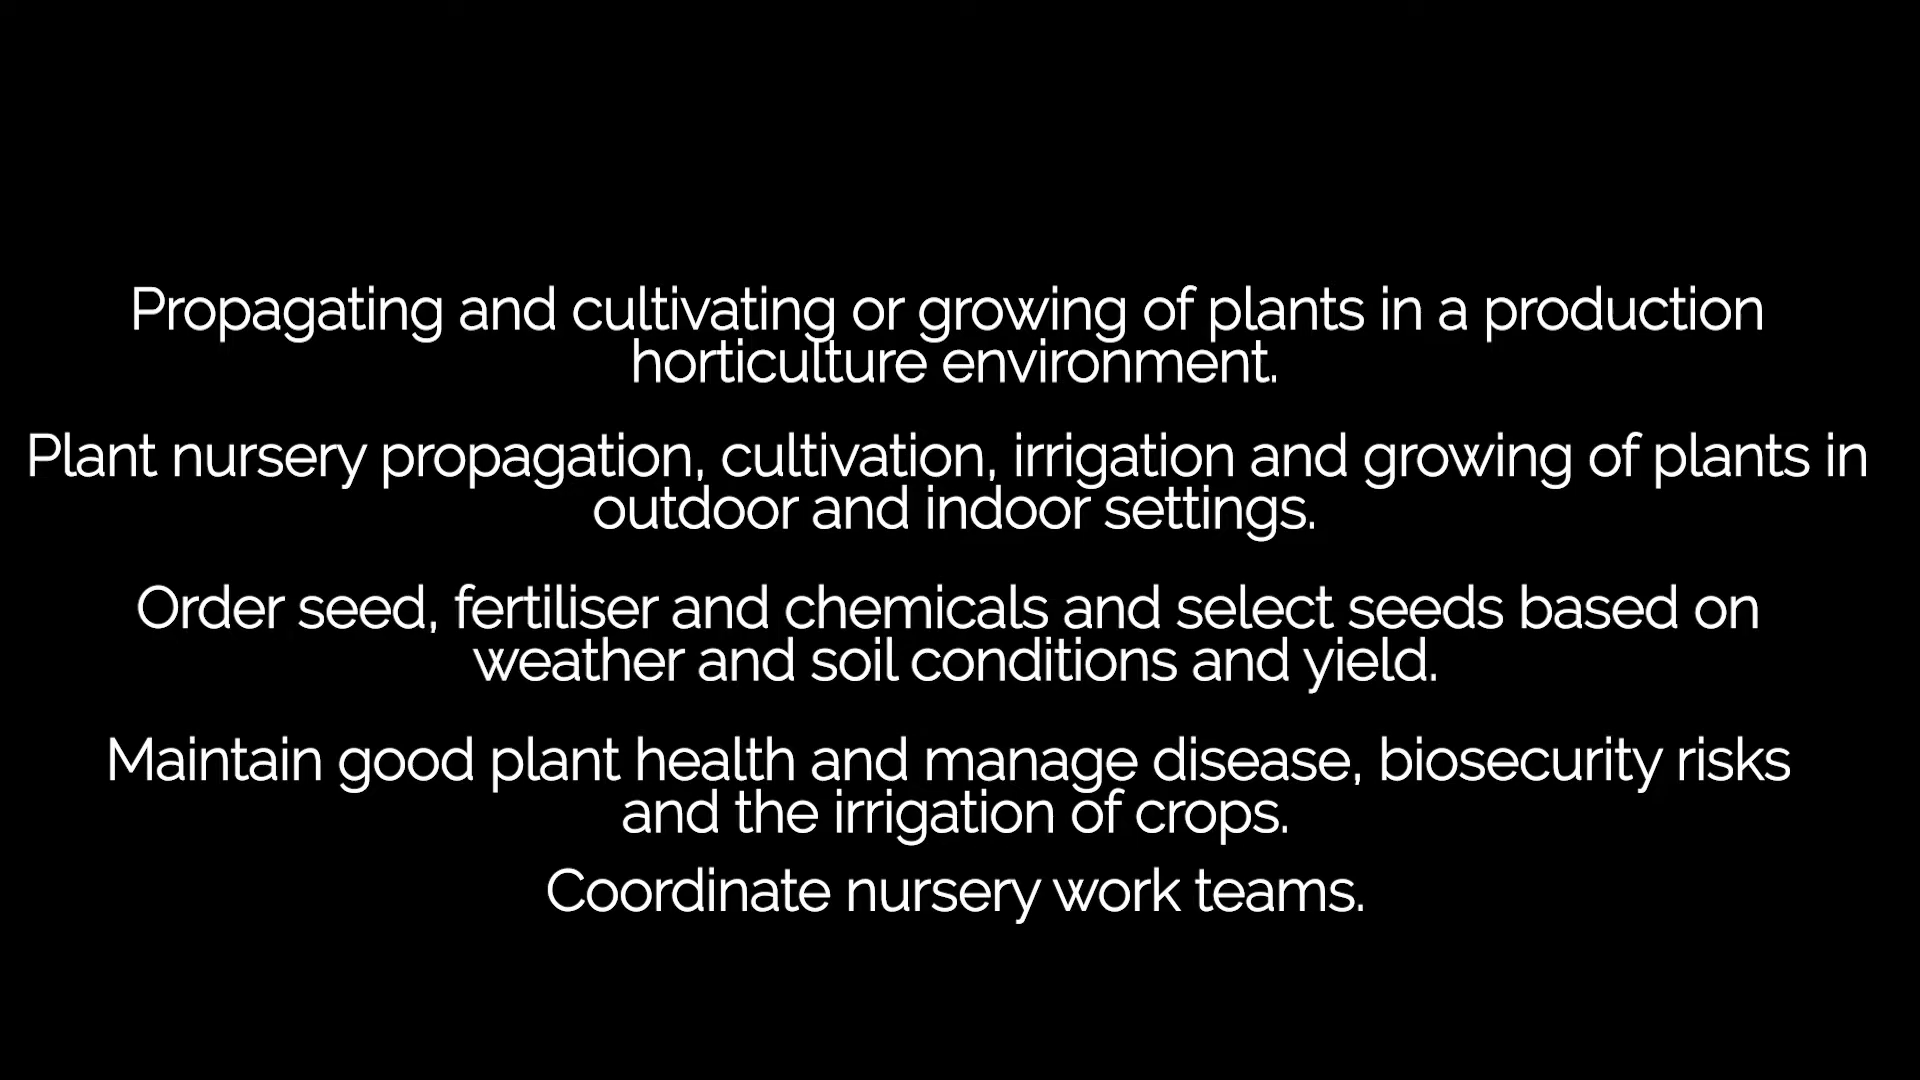 Propagating and cultivating or growing of plants in a production
horticulture environment.
Plant nursery propagation, cultivation, irrigation and growing of plants in
outdoor and indoor settings.
Order seed, fertiliser and chemicals and select seeds based on
weather and soil conditions and yield.
Maintain good plant health and manage disease, biosecurity risks
and the irrigation of crops.
Coordinate nursery work teams.